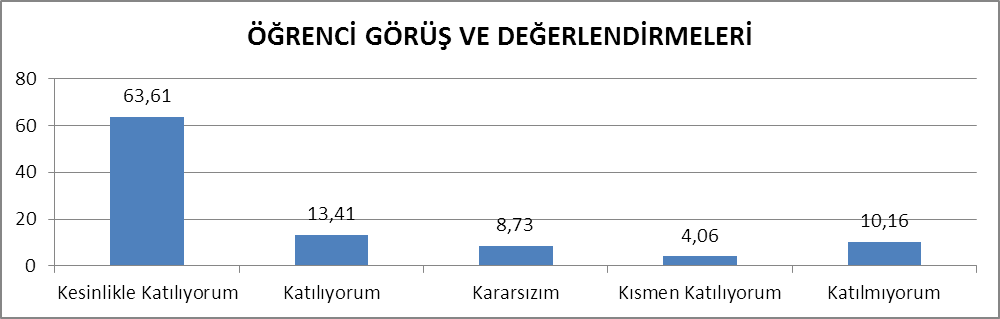 ÖĞRENCİ GÖRÜŞ VE DEĞERLENDİRMELERİ
80
60
40
20
0
63,61
13,41
8,73
4,06
10,16
Kesinlikle Katılıyorum
Katılıyorum
Kararsızım
Kısmen Katılıyorum
Katılmıyorum